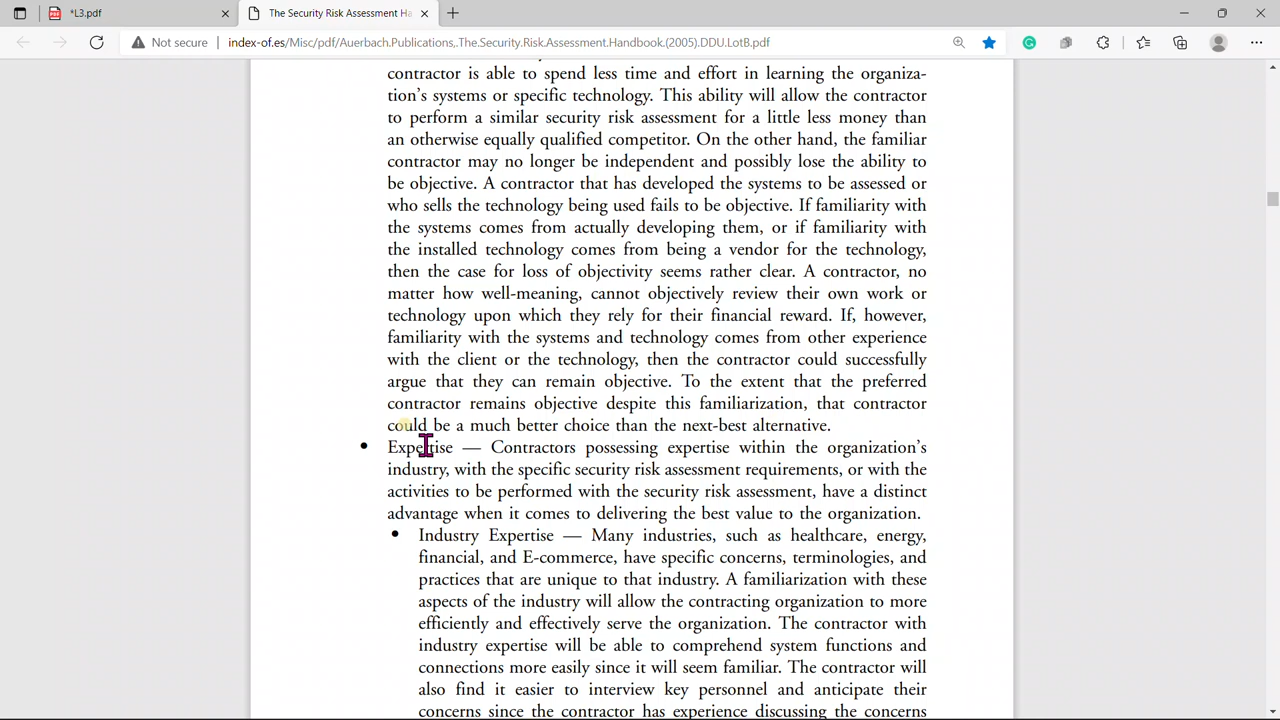 *L3.pdf
The Security Risk Assessment Ha
Not secure
index-of.es/Misc/pdf/Auerbach.Publications,.The.Security.Risk.Assessment.Handbook.(2005).DDU.LotB.pdf
contractor is able to spend less time and effort in learning the organiza-
tion's systems or specific technology. This ability will allow the contractor
to perform a similar security risk assessment for a little less money than
an otherwise equally qualified competitor. On the other hand, the familiar
contractor may no longer be independent and possibly lose the ability to
be objective. A contractor that has developed the systems to be assessed or
who sells the technology being used fails to be objective. If familiarity with
the systems comes from actually developing them, or if familiarity with
the installed technology comes from being a vendor for the technology,
then the case for loss of objectivity seems rather clear. A contractor, no
matter how well-meaning, cannot objectively review their own work or
technology upon which they rely for their financial reward. If, however,
familiarity with the systems and technology comes from other experience
with the client or the technology, then the contractor could successfully
argue that they can remain objective. To the extent that the preferred
contractor remains objective despite this familiarization, that contractor
could be a much better choice than the next-best alternative.
• Expertise — Contractors possessing expertise within the organization's
industry, with the specific security risk assessment requirements, or with the
activities to be performed with the security risk assessment, have a distinct
advantage when it comes to delivering the best value to the organization.
• Industry Expertise — Many industries, such as healthcare, energy,
financial, and E-commerce, have specific concerns, terminologies, and
practices that are unique to that industry. A familiarization with these
aspects of the industry will allow the contracting organization to more
efficiently and effectively serve the organization. The contractor with
industry expertise will be able to comprehend system functions and
connections more easily since it will seem familiar. The contractor will
also find it easier to interview key personnel and anticipate their
concerns since the contractor has experience discussing the concerns